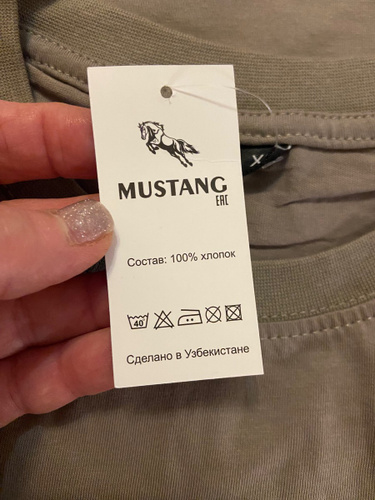 MUSTANG
EAC
Состав: 100% хлопок
40
Сделано в Узбекистане
X